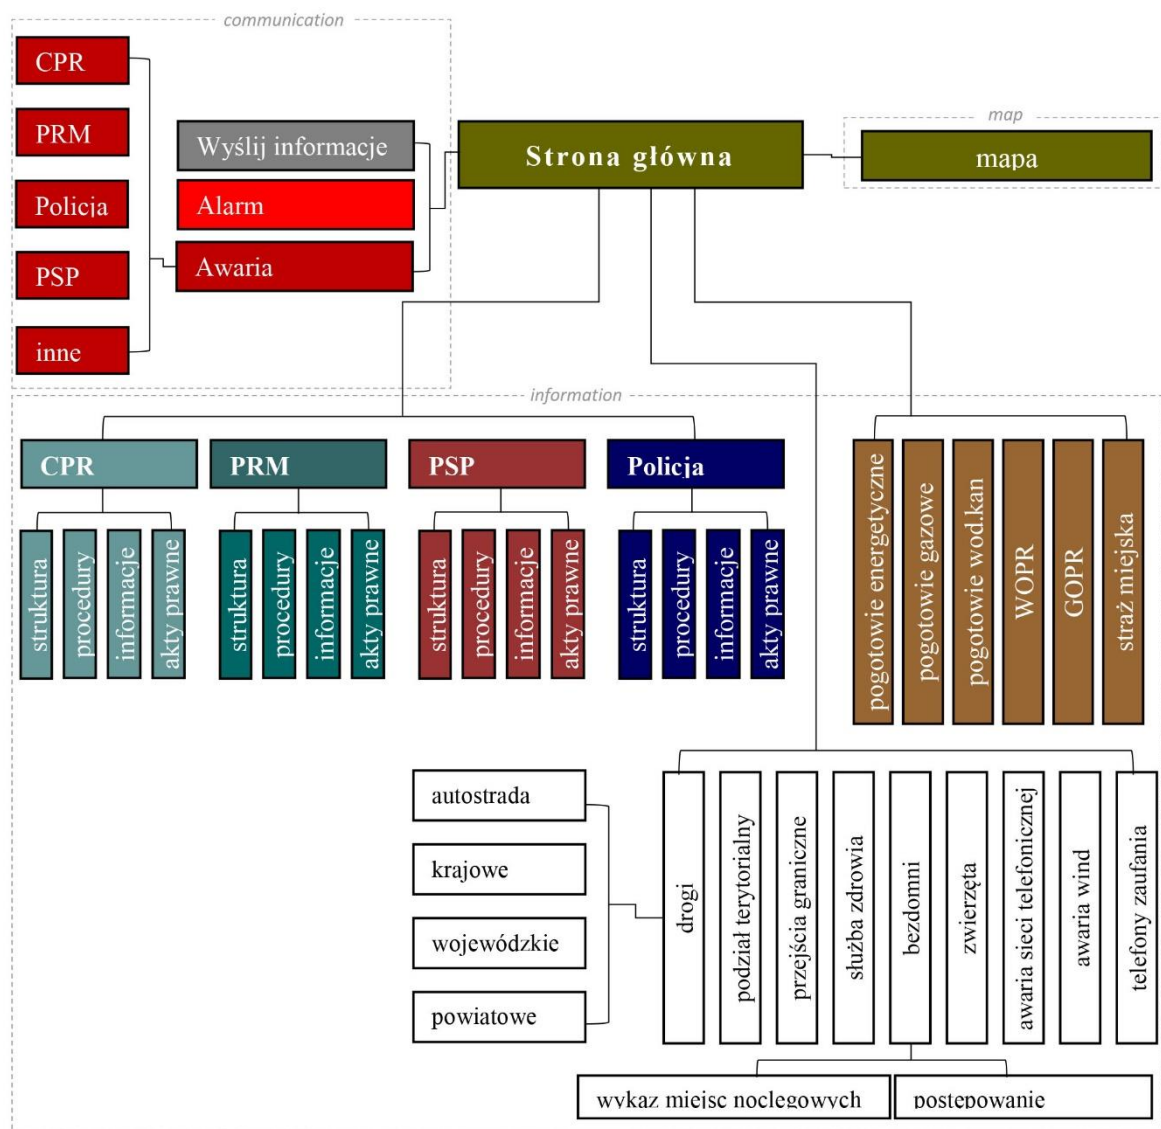 communication
CPR
PRM
Policja
PSP
inne
Wyślij informacje
Alarm
Awaria
Strona główna
map
mapa
information
CPR
struktura
procedury
informacje
akty prawne
PRM
struktura
procedury
informacje
akty prawne
PSP
struktura
procedury
informacje
akty prawne
Policja
struktura
procedury
informacje
akty prawne
pogotowie energetyczne
pogotowie gazowe
pogotowie wod.kan
WOPR
GOPR
straż miejska
autostrada
krajowe
wojewódzkie
powiatowe
drogi
podział terytorialny
przejścia graniczne
służba zdrowia
bezdomni
zwierzęta
awaria sieci telefonicznej
awaria wind
telefony zaufania
wykaz miejsc noclegowych
postępowanie